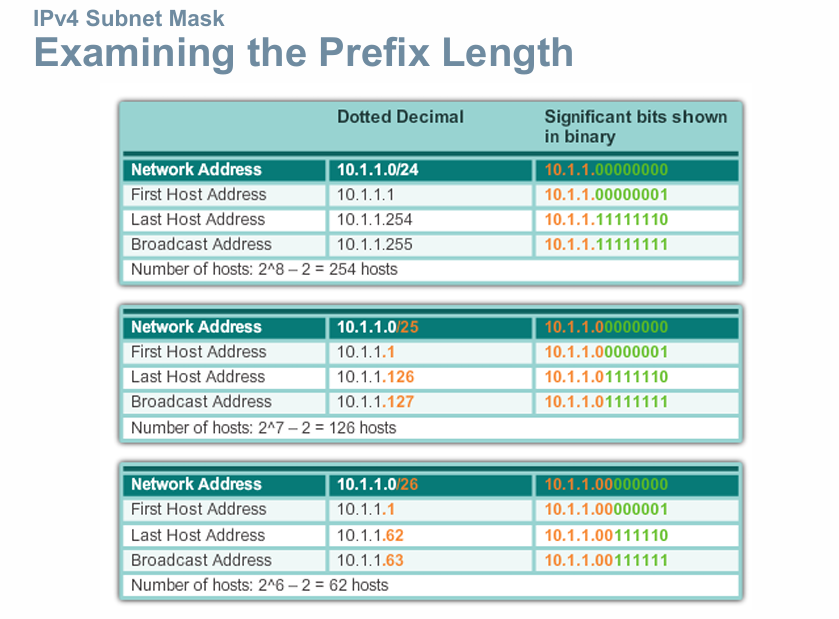 IPv4 Subnet Mask
Examining the Prefix Length
Dotted Decimal Significant bits shown
in binary
Network Address 10.1.1.0/24 10.1.1.00000000
First Host Address 10.1.1.1 10.1.1.00000001
Last Host Address 10.1.1.254 10.1.1.11111110
Broadcast Address 10.1.1.255 10.1.1.11111111
Number of hosts: 2^8 – 2 = 254 hosts
Network Address 10.1.1.0/25 10.1.1.00000000
First Host Address 10.1.1.1 10.1.1.00000001
Last Host Address 10.1.1.126 10.1.1.01111110
Broadcast Address 10.1.1.127 10.1.1.01111111
Number of hosts: 2^7 – 2 = 126 hosts
Network Address 10.1.1.0/26 10.1.1.00000000
First Host Address 10.1.1.1 10.1.1.00000001
Last Host Address 10.1.1.62 10.1.1.00111110
Broadcast Address 10.1.1.63 10.1.1.00111111
Number of hosts: 2^6 – 2 = 62 hosts